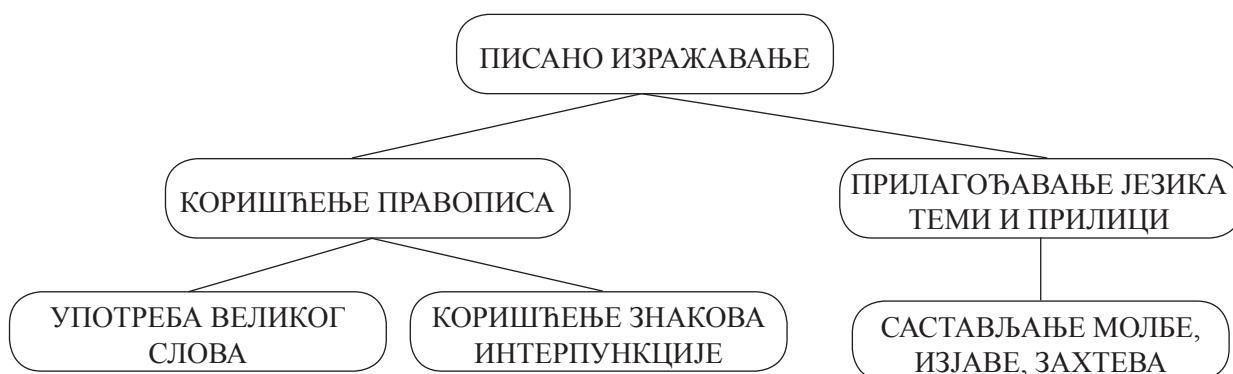 ПИСАНО ИЗРАЖАВАЊЕ
КОРИШЋЕЊЕ ПРАВОПИСА
ПРИЛАГОЂАВАЊЕ ЈЕЗИКА
ТЕМИ И ПРИЛИЦИ
УПОТРЕБА ВЕЛИКОГ
СЛОВА
КОРИШЋЕЊЕ ЗНАКОВА
ИНТЕРПУНКЦИЈЕ
САСТАВЉАЊЕ МОЛБЕ,
ИЗЈАВЕ, ЗАХТЕВА